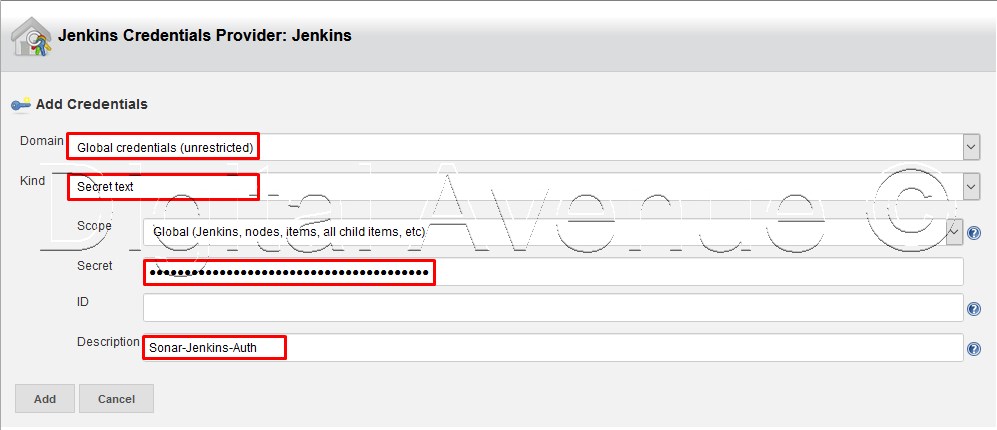 Jenkins Credentials Provider: Jenkins
Add Credentials
Domain Global credentials (unrestricted)
Kind Secret text
Digital Avenue ©
Scope Global (Jenkins, nodes, items, all child items, etc)
Secret ••••••••••••••••••••••••••••••••••••••••
ID
Description Sonar-Jenkins-Auth
Add Cancel